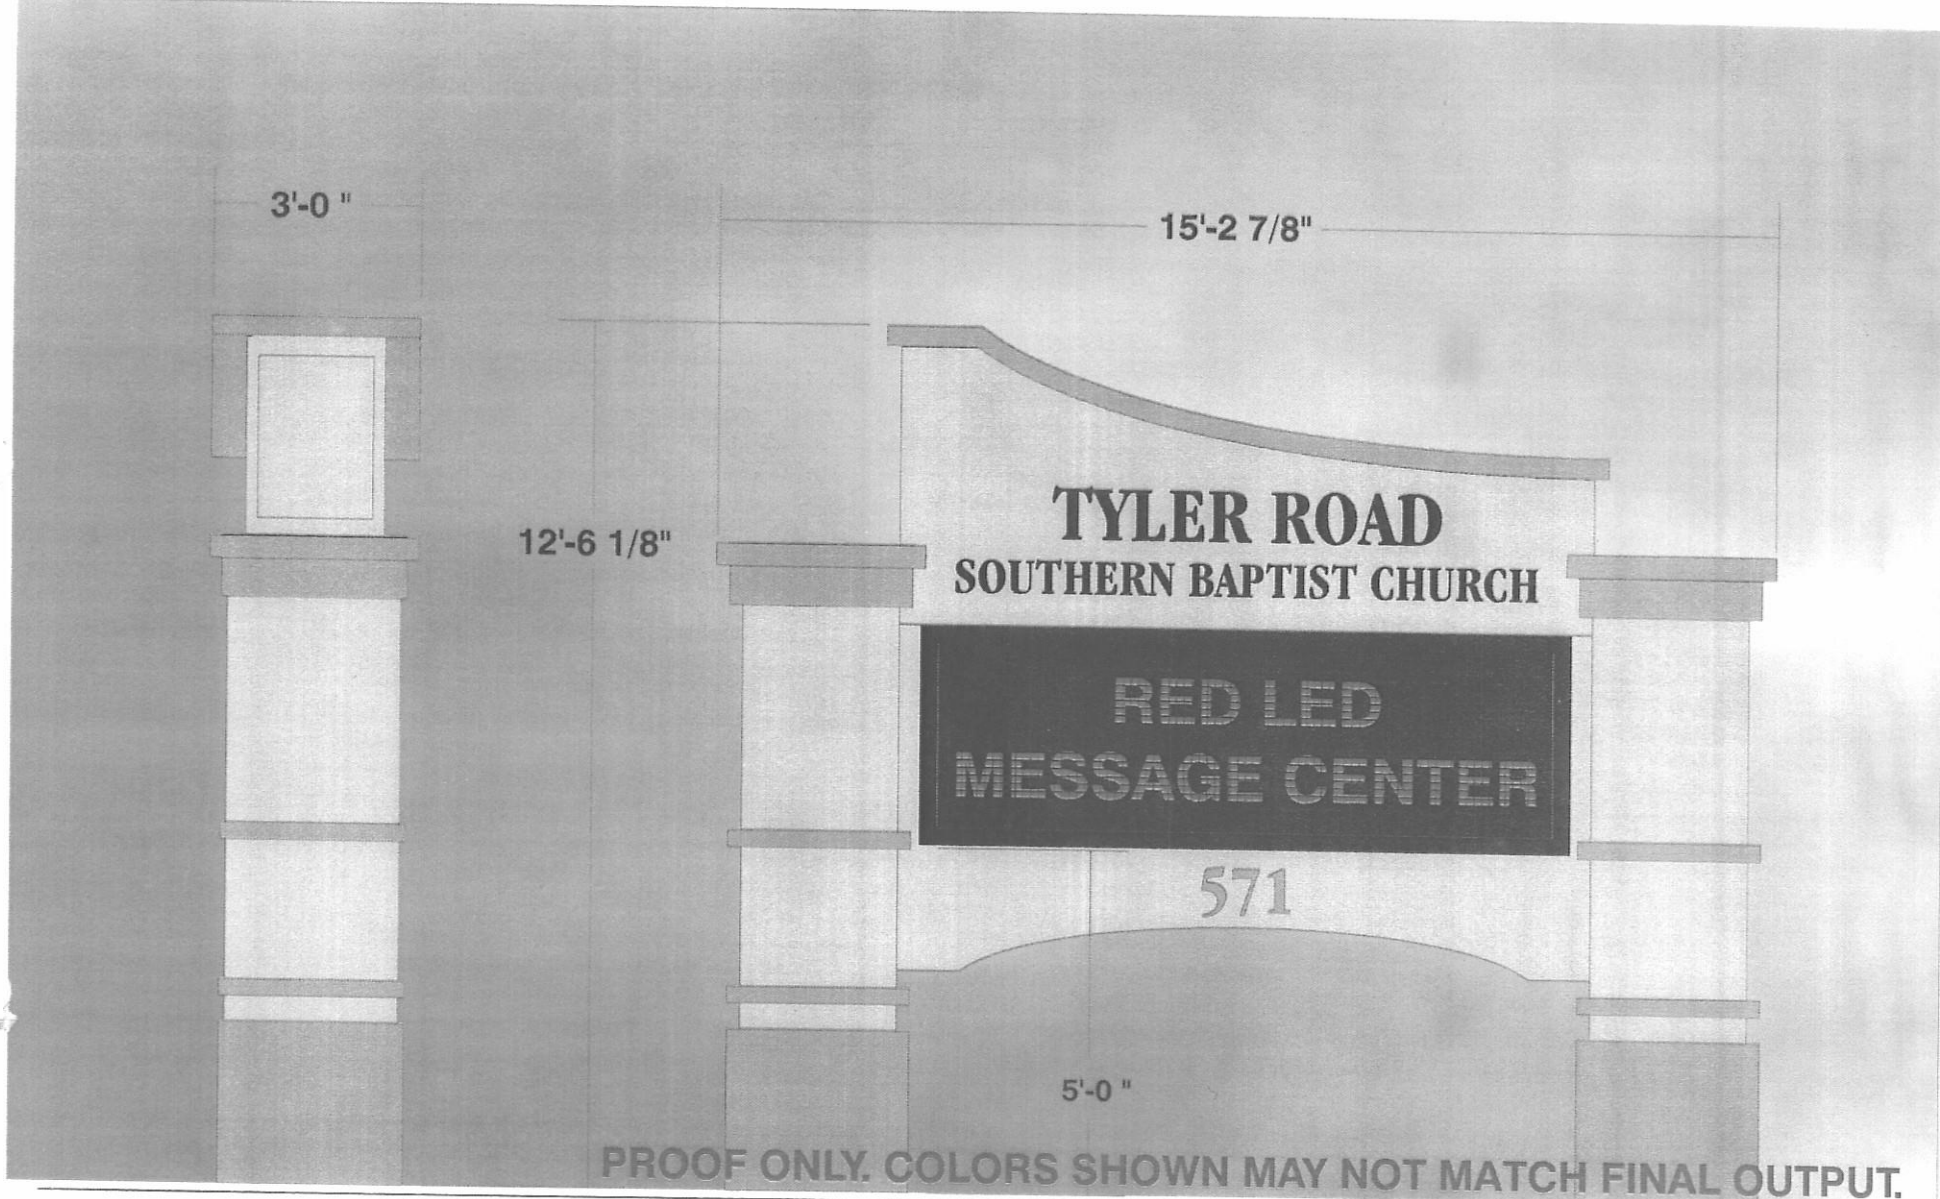 3'-0 "
15'-2 7/8"
12'-6 1/8"
TYLER ROAD
SOUTHERN BAPTIST CHURCH
RED LED
MESSAGE CENTER
571
5'-0 "
PROOF ONLY. COLORS SHOWN MAY NOT MATCH FINAL OUTPUT.